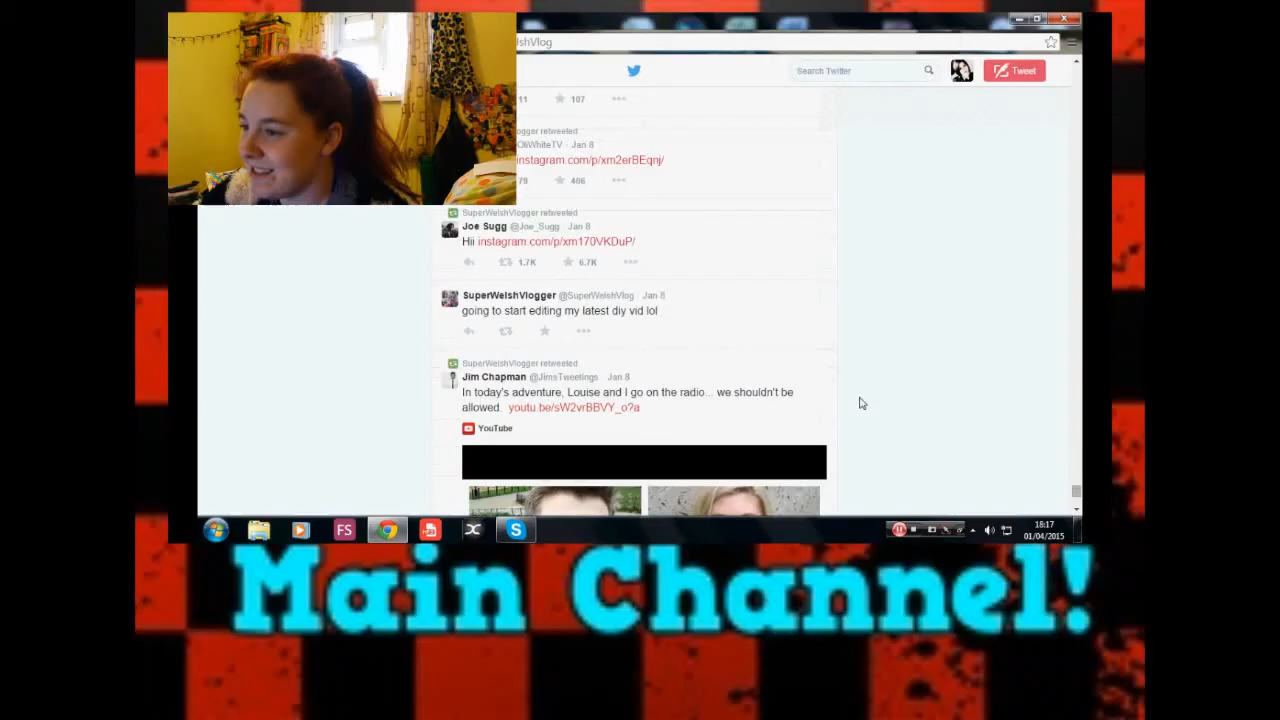 lshVlog
Search Twitter
Tweet
11 107
ogger retweeted
OliWhiteTV · Jan 8
instagram.com/p/xm2erBEqnj/
79 406
SuperWelshVlogger retweeted
Joe Sugg @Joe_Sugg · Jan 8
Hii instagram.com/p/xm170VKDuP/
1.7K 6.7K
SuperWelshVlogger @SuperWelshVlog · Jan 8
going to start editing my latest diy vid lol
SuperWelshVlogger retweeted
Jim Chapman @JimsTweetings · Jan 8
In today's adventure, Louise and I go on the radio... we shouldn't be
allowed. youtu.be/sW2vrBBVY_o?a
YouTube
FS
18:17
01/04/2015
Main Channel!